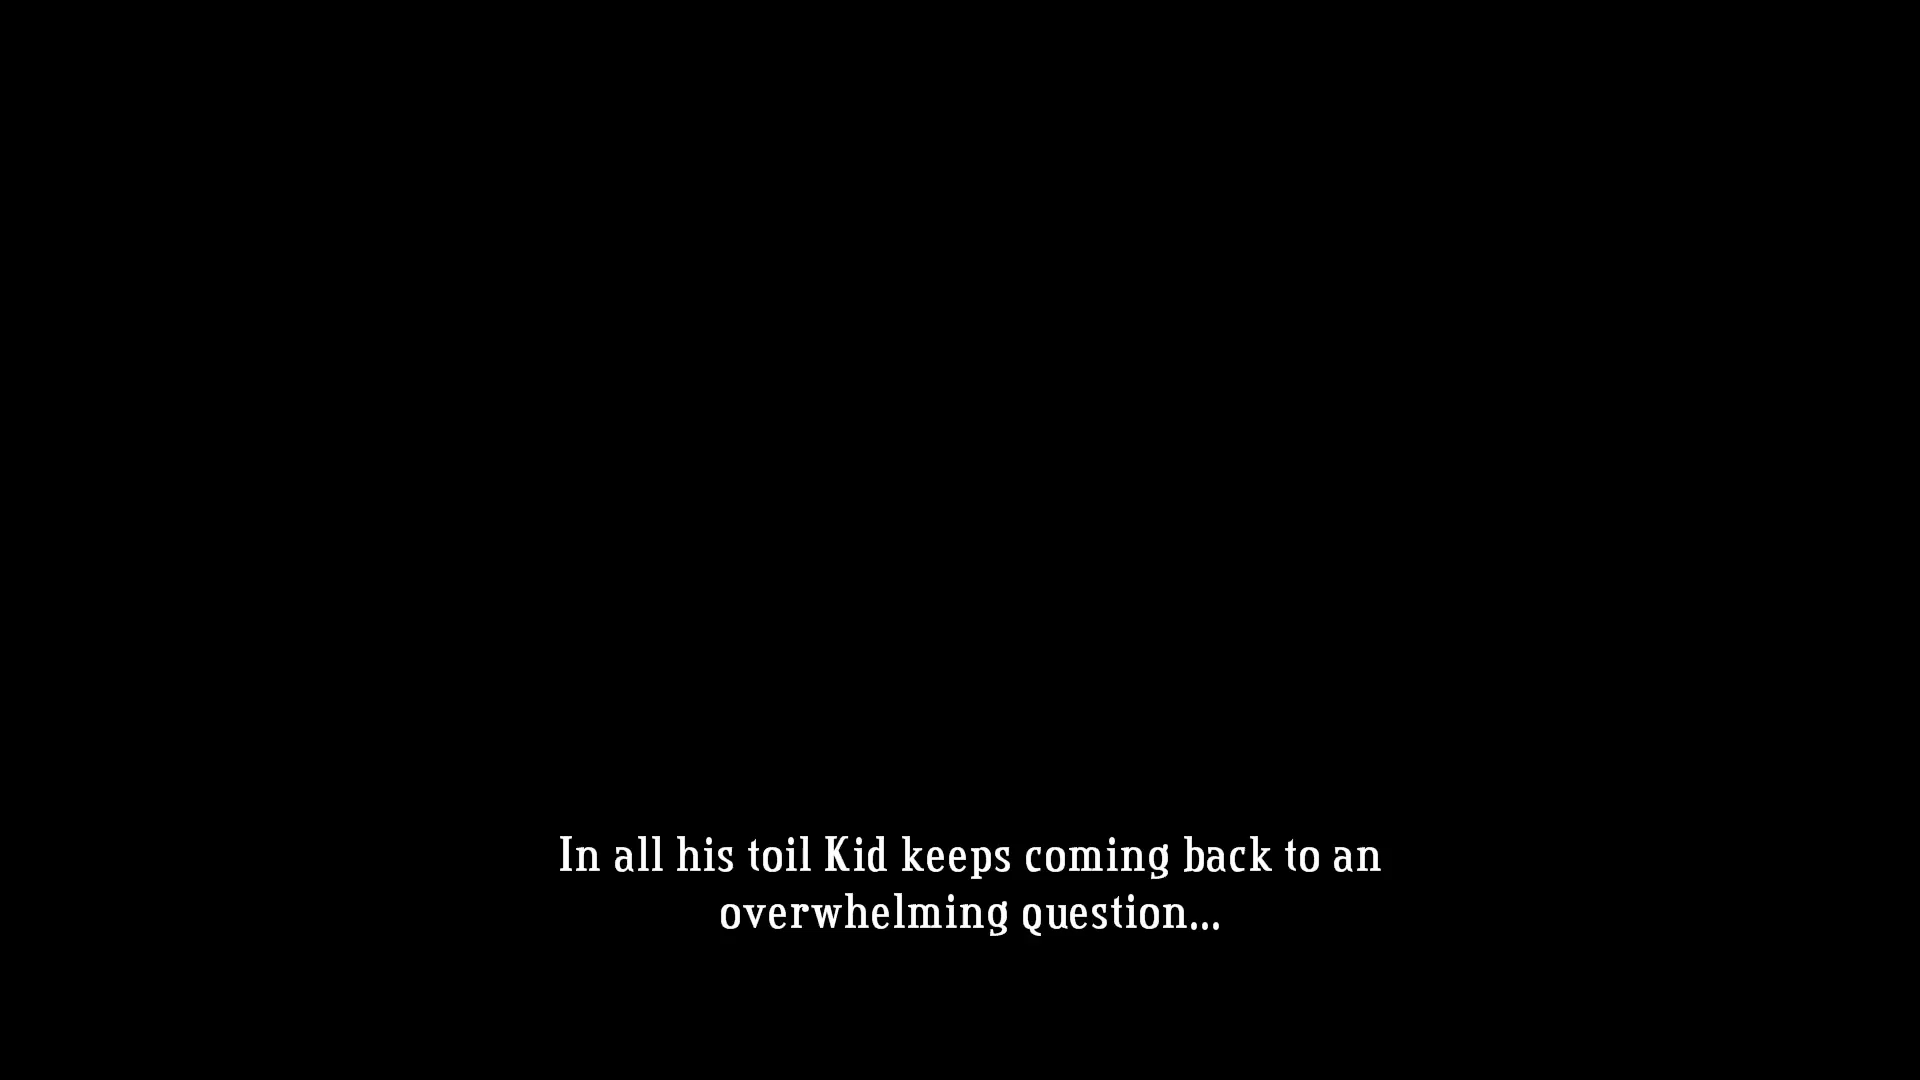 In all his toil Kid keeps coming back to an
overwhelming question...